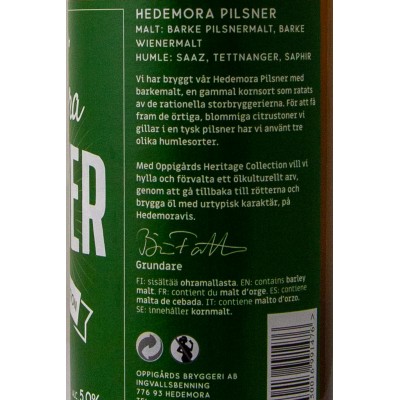 HEDEMORA PILSNER
MALT: BARKE PILSNERMALT, BARKE
WIENERMALT
HUMLE: SAAZ, TETTNANGER, SAPHIR
Vi har bryggt vår Hedemora Pilsner med
barkemalt, en gammal kornsort som ratats
av de rationella storbryggerierna. För att få
fram de örtiga, blommiga citrustoner vi
gillar i en tysk pilsner har vi använt tre
olika humlesorter.
Med Oppigårds Heritage Collection vill vi
hylla och förvalta ett ölkulturellt arv,
genom att gå tillbaka till rötterna och
brygga öl med urtypisk karaktär, på
Hedemoravis.
Grundare
FI: sisältää ohramallasta. EN: contains barley
malt. FR: contient du malt d'orge. ES: contiene
malta de cebada. IT: contiene malto d'orzo.
SE: innehåller kornmalt.
OPPIGÅRDS BRYGGERI AB
INGVALLSBENNING
776 93 HEDEMORA
ER
5,0%